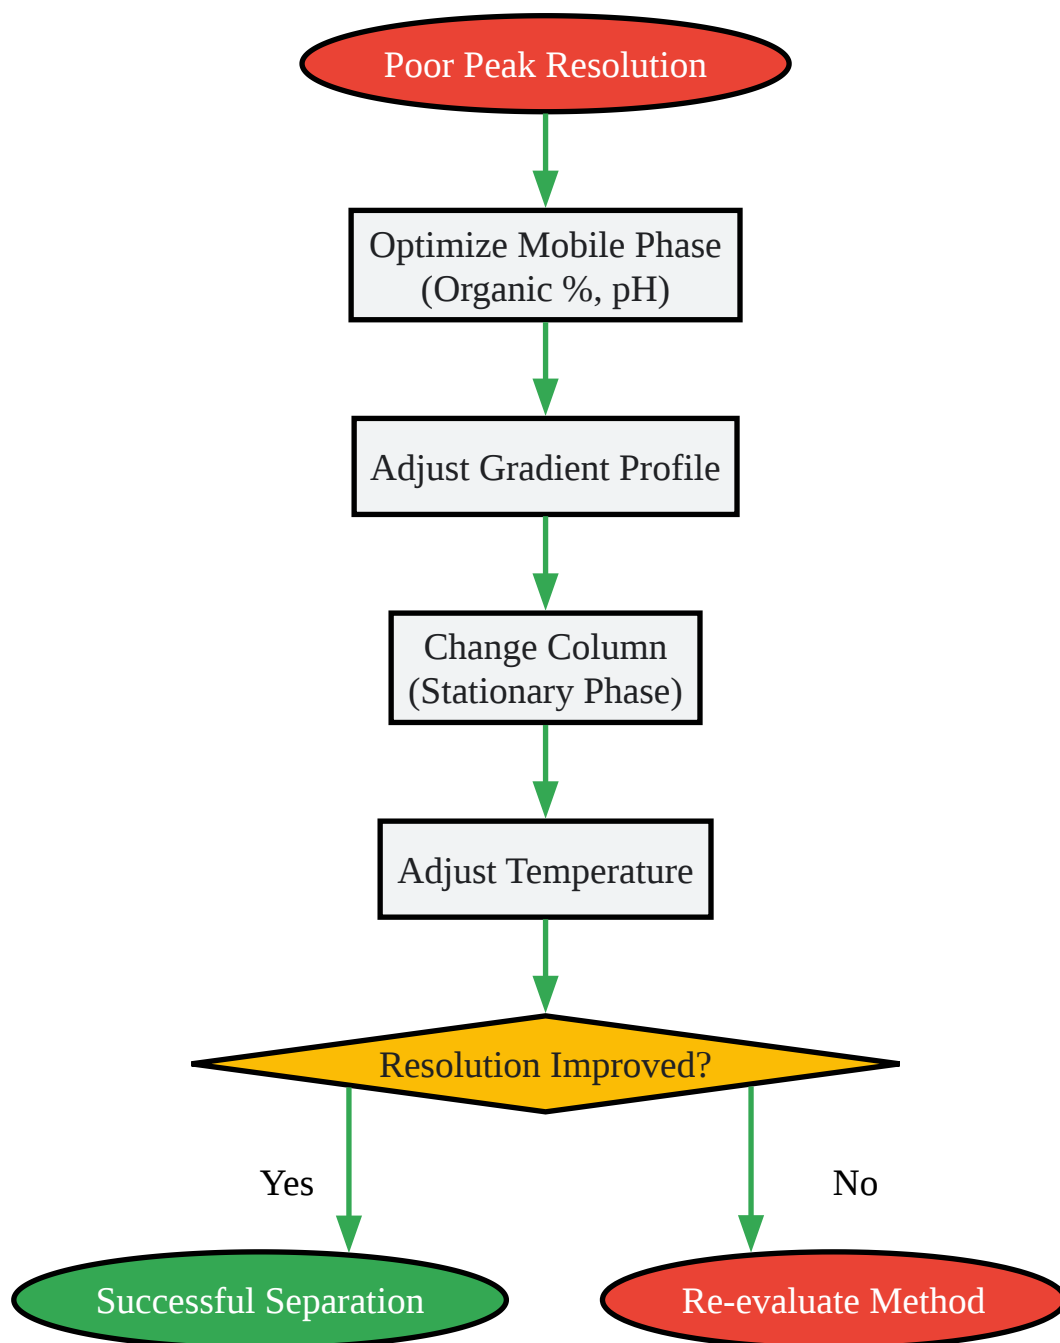 Poor Peak Resolution
Optimize Mobile Phase
(Organic %, pH)
Adjust Gradient Profile
Change Column
(Stationary Phase)
Adjust Temperature
Resolution Improved?
Yes
No
Successful Separation
Re-evaluate Method